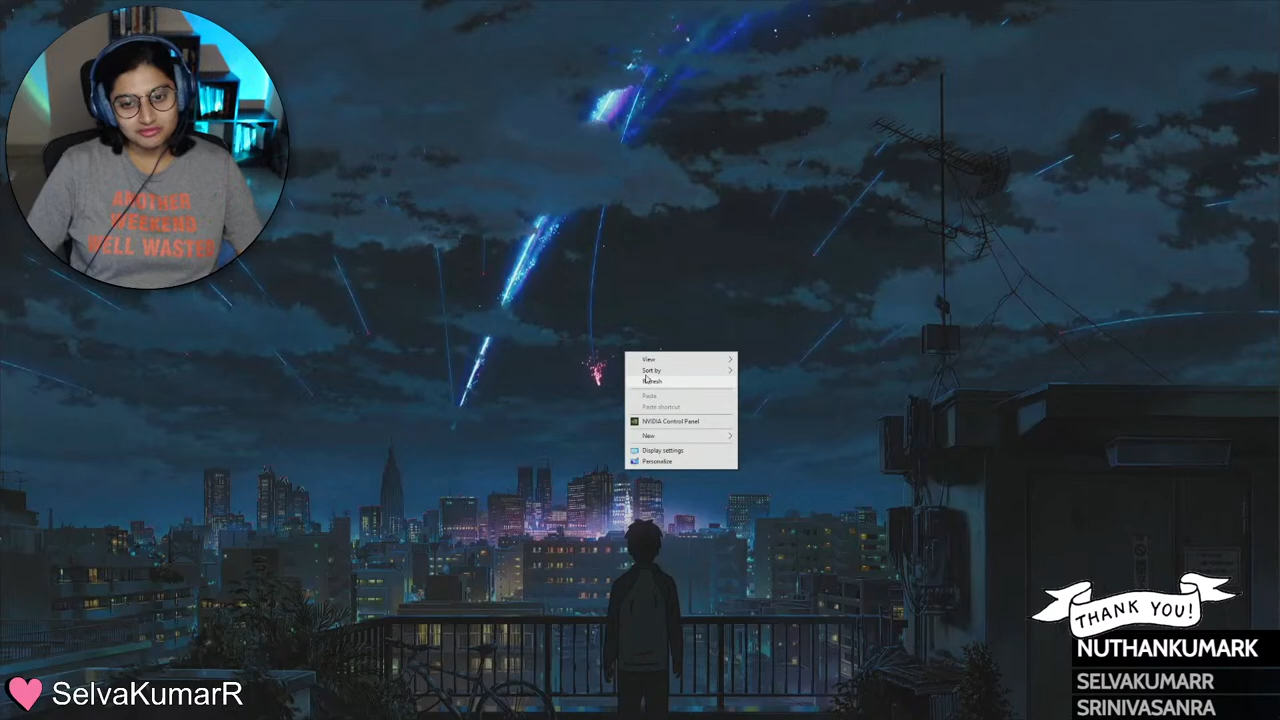 ANOTHER
WEEKEND
WELL WASTED
View
Sort by
Refresh
Paste
Paste shortcut
NVIDIA Control Panel
New
Display settings
Personalize
THANK YOU!
NUTHANKUMARK
SELVAKUMARR
SRINIVASANRA
SelvaKumarR